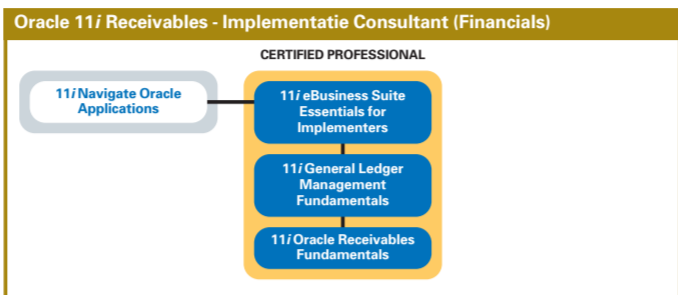 Oracle 11i Receivables - Implementatie Consultant (Financials)
CERTIFIED PROFESSIONAL
11i Navigate Oracle
Applications
11i eBusiness Suite
Essentials for
Implementers
11i General Ledger
Management
Fundamentals
11i Oracle Receivables
Fundamentals